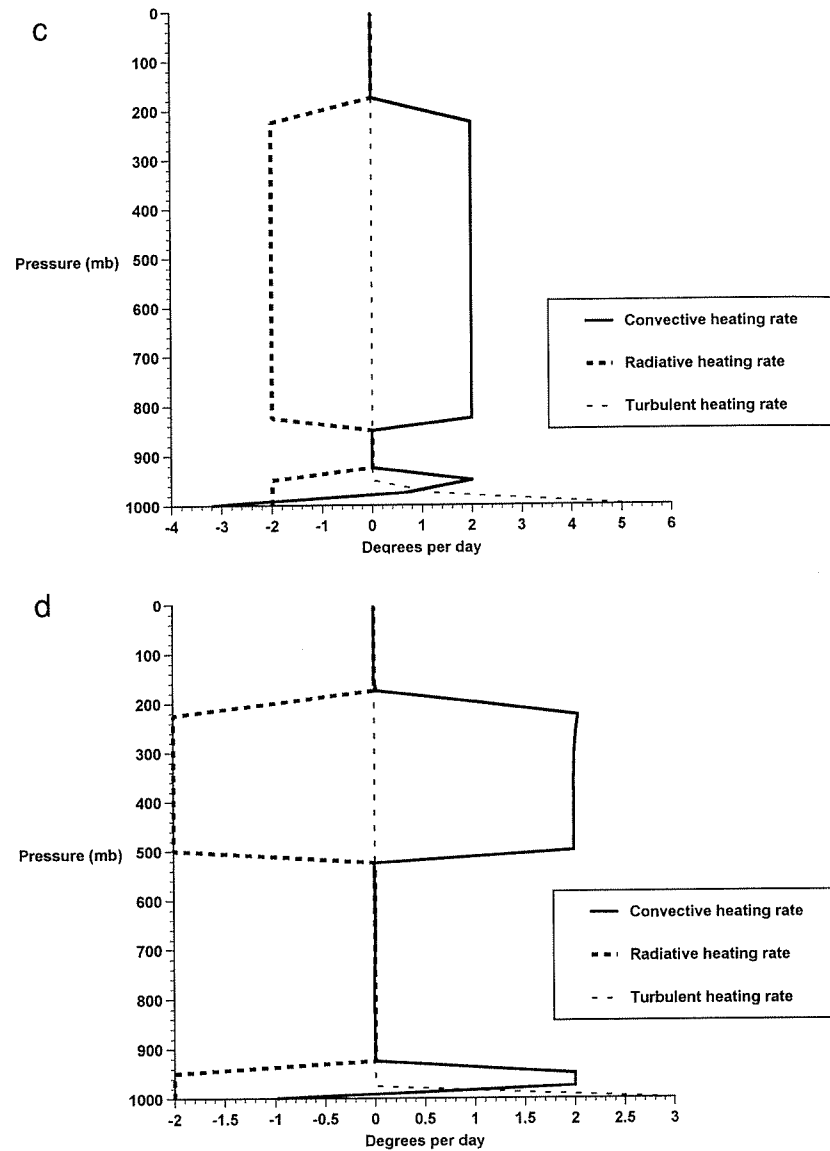 c
0
100
200
300
400
Pressure (mb) 500
600
700
800
900
1000
-4 -3 -2 -1 0 1 2 3 4 5 6
Degrees per day
Convective heating rate
Radiative heating rate
Turbulent heating rate
d
0
100
200
300
400
Pressure (mb) 500
600
700
800
900
1000
-2 -1.5 -1 -0.5 0 0.5 1 1.5 2 2.5 3
Degrees per day
Convective heating rate
Radiative heating rate
Turbulent heating rate